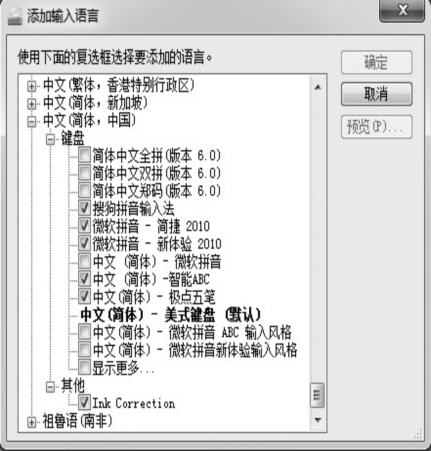 添加输入语言
使用下面的复选框选择要添加的语言。
中文(繁体，香港特别行政区)
中文(简体，新加坡)
中文(简体，中国)
键盘
简体中文全拼(版本 6.0)
简体中文双拼(版本 6.0)
简体中文郑码(版本 6.0)
搜狗拼音输入法
微软拼音 - 简捷 2010
微软拼音 - 新体验 2010
中文 (简体) - 微软拼音
中文 (简体) -智能ABC
中文(简体) - 极点五笔
中文(简体) - 美式键盘 (默认)
中文(简体) - 微软拼音 ABC 输入风格
中文(简体) - 微软拼音新体验输入风格
显示更多...
其他
Ink Correction
祖鲁语(南非)
确定
取消
预览(P)...